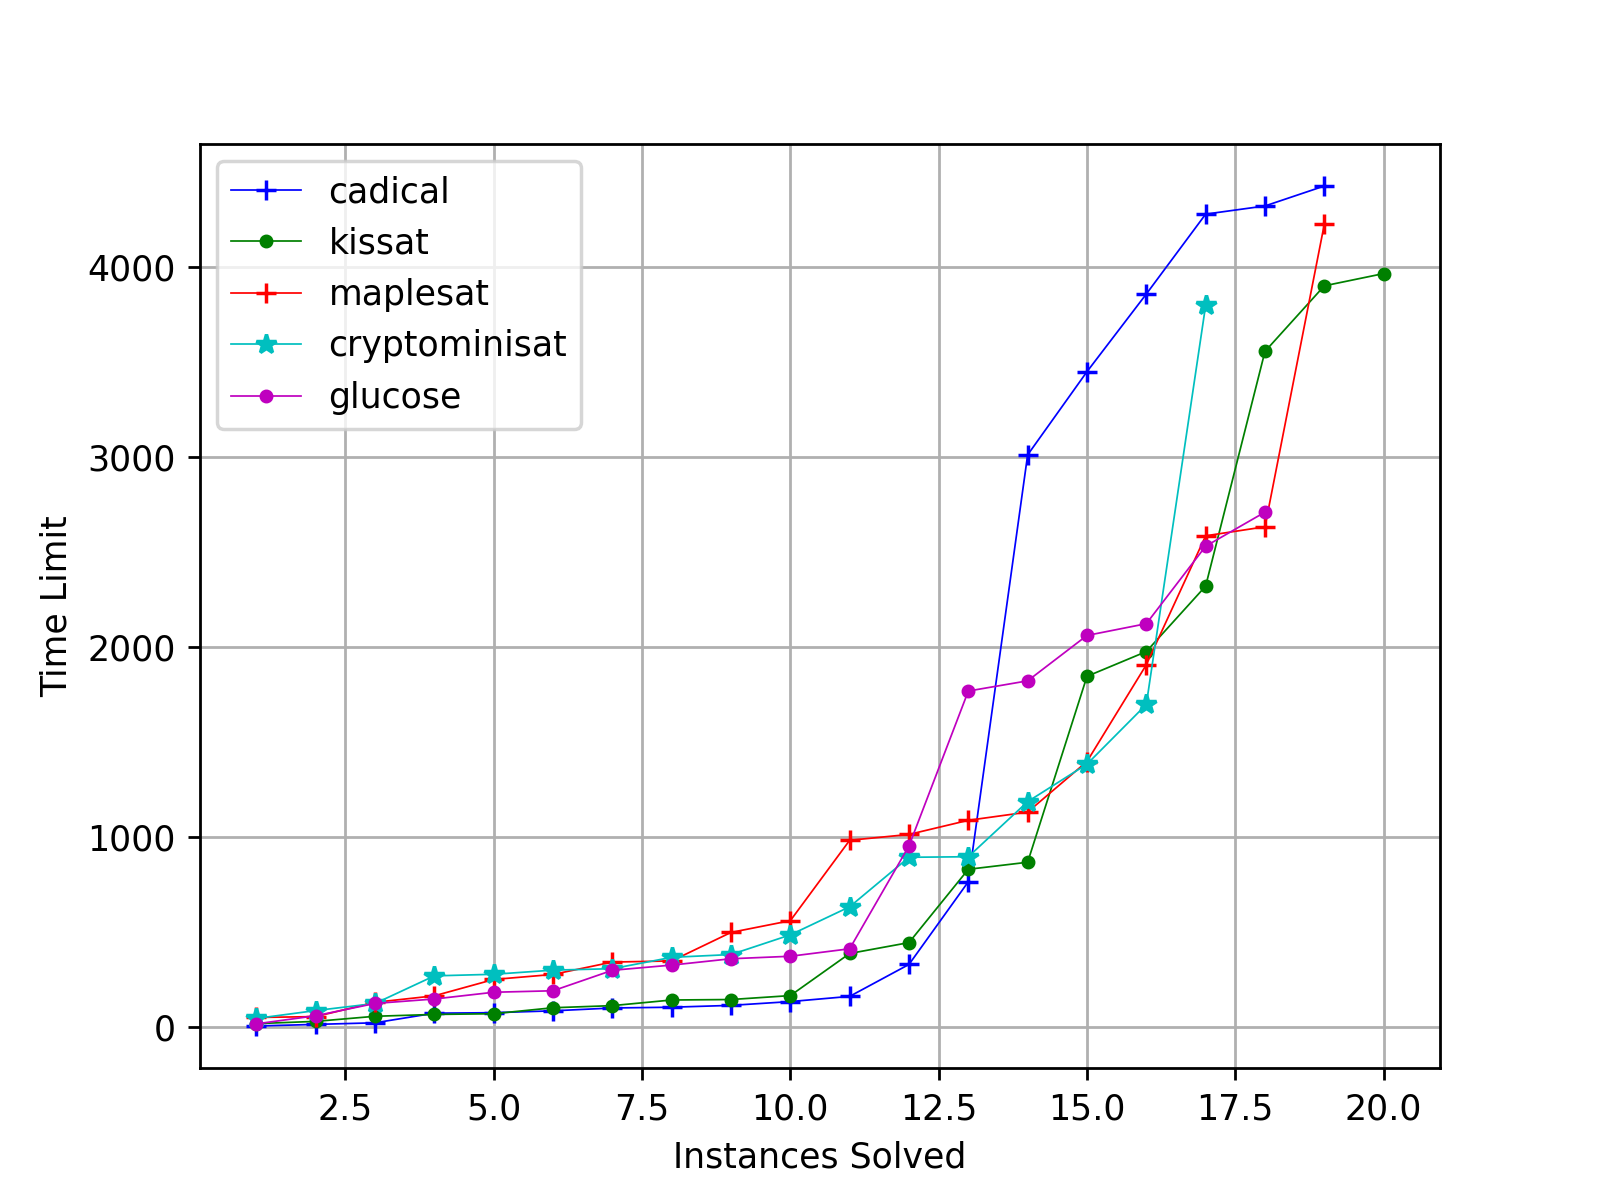 cadical
kissat
maplesat
cryptominisat
glucose
4000
3000
2000
1000
0
Time Limit
2.5 5.0 7.5 10.0 12.5 15.0 17.5 20.0
Instances Solved